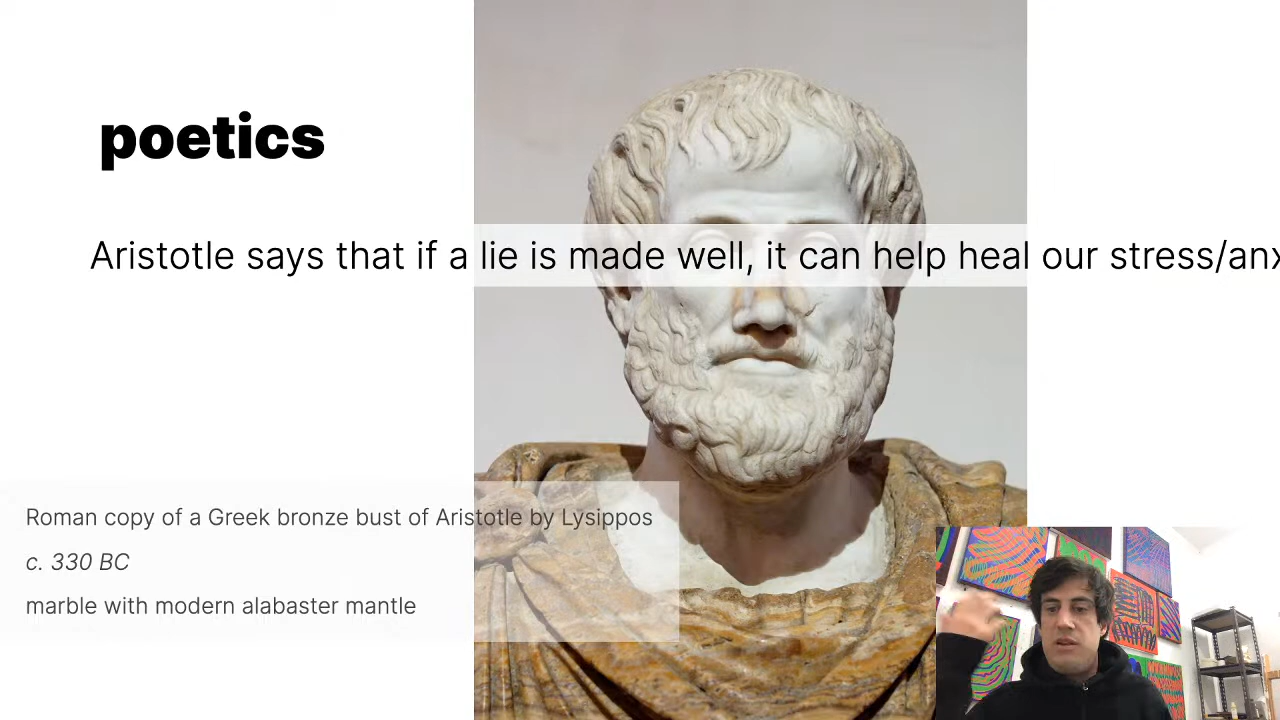 poetics
Aristotle says that if a lie is made well, it can help heal our stress/anx
Roman copy of a Greek bronze bust of Aristotle by Lysippos
c. 330 BC
marble with modern alabaster mantle